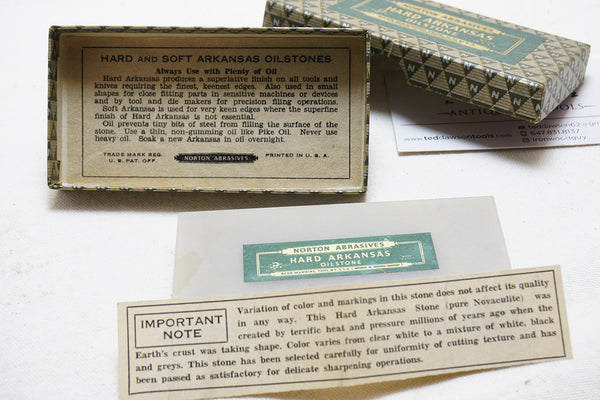 HARD AND SOFT ARKANSAS OILSTONES
Always Use with Plenty of Oil
Hard Arkansas produces a superlative finish on all tools and
knives requiring the finest, keenest edges. Also used in small
shapes for close fitting parts in sensitive machines or devices
and by tool and die makers for precision filing operations.
Soft Arkansas is used for very keen edges where the superfine
finish of Hard Arkansas is not essential.
Oil prevents tiny bits of steel from filling the surface of the
stone. Use a thin, non-gumming oil like Pike Oil. Never use
heavy oil. Soak a new Arkansas in oil overnight.
TRADE MARK REG.
U. S. PAT. OFF.
NORTON ABRASIVES
PRINTED IN U. S. A.
NORTON ABRASIVES
HARD ARKANSAS
OILSTONE
N N N N N N
ANTIQUE TOOLS
www.teddawsontools.com
647.831.8137
ironwoodguy
NORTON ABRASIVES
HARD ARKANSAS
OILSTONE
IMPORTANT
NOTE
Variation of color and markings in this stone does not affect its quality
in any way. This Hard Arkansas Stone (pure Novaculite) was
created by terrific heat and pressure millions of years ago when the
Earth's crust was taking shape. Color varies from clear white to a mixture of white, black
and greys. This stone has been selected carefully for uniformity of cutting texture and has
been passed as satisfactory for delicate sharpening operations.